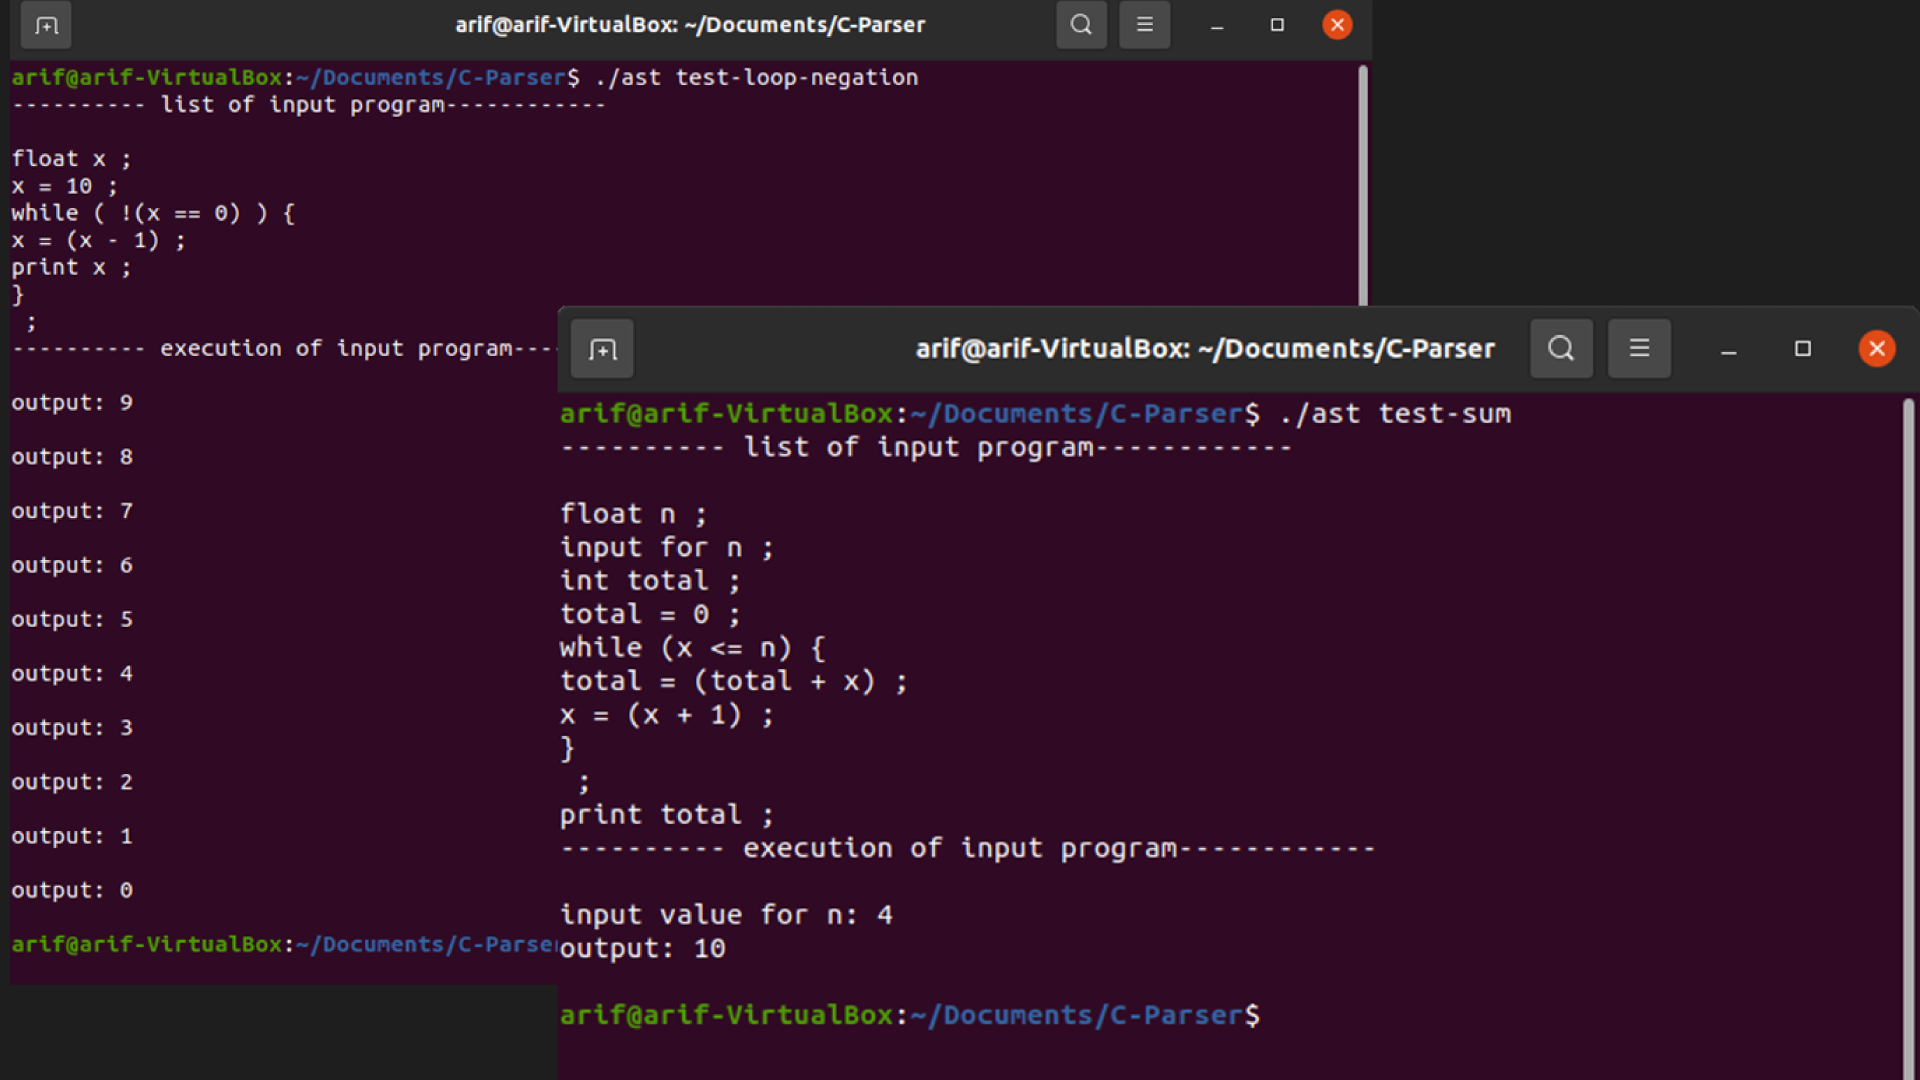 arif@arif-VirtualBox: ~/Documents/C-Parser
arif@arif-VirtualBox:~/Documents/C-Parser$ ./ast test-loop-negation
---------- list of input program------------
float x ;
x = 10 ;
while ( !(x == 0) ) {
x = (x - 1) ;
print x ;
}
;
---------- execution of input program---
output: 9
output: 8
output: 7
output: 6
output: 5
output: 4
output: 3
output: 2
output: 1
output: 0
arif@arif-VirtualBox:~/Documents/C-Parse
arif@arif-VirtualBox: ~/Documents/C-Parser
arif@arif-VirtualBox:~/Documents/C-Parser$ ./ast test-sum
---------- list of input program------------
float n ;
input for n ;
int total ;
total = 0 ;
while (x <= n) {
total = (total + x) ;
x = (x + 1) ;
}
;
print total ;
---------- execution of input program------------
input value for n: 4
output: 10
arif@arif-VirtualBox:~/Documents/C-Parser$